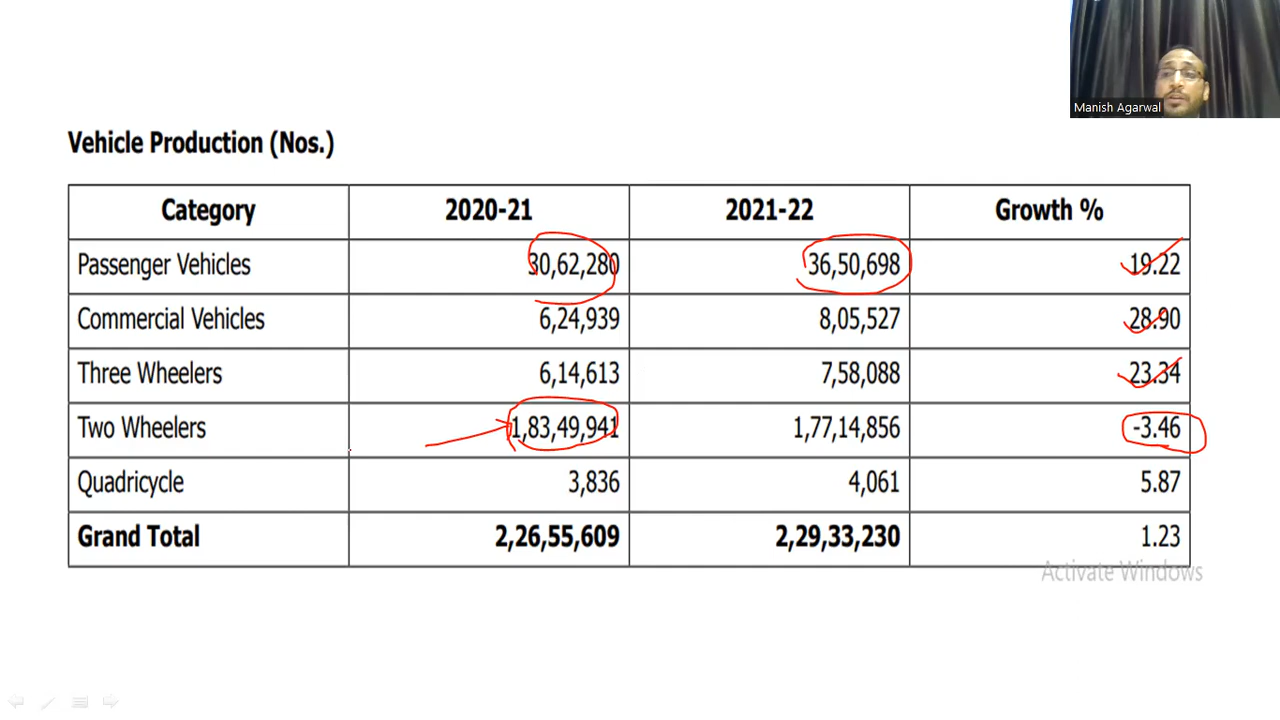 Manish Agarwal
Vehicle Production (Nos.)
Category 2020-21 2021-22 Growth %
Passenger Vehicles 30,62,280 36,50,698 19.22
Commercial Vehicles 6,24,939 8,05,527 28.90
Three Wheelers 6,14,613 7,58,088 23.34
Two Wheelers 1,83,49,941 1,77,14,856 -3.46
Quadricycle 3,836 4,061 5.87
Grand Total 2,26,55,609 2,29,33,230 1.23
Activate Windows